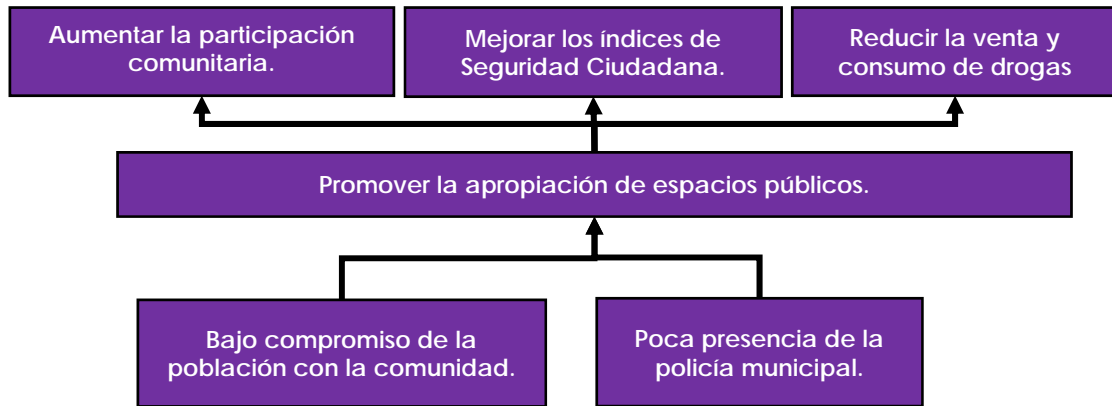 Aumentar la participación
comunitaria.
Mejorar los índices de
Seguridad Ciudadana.
Reducir la venta y
consumo de drogas
Promover la apropiación de espacios públicos.
Bajo compromiso de la
población con la comunidad.
Poca presencia de la
policía municipal.